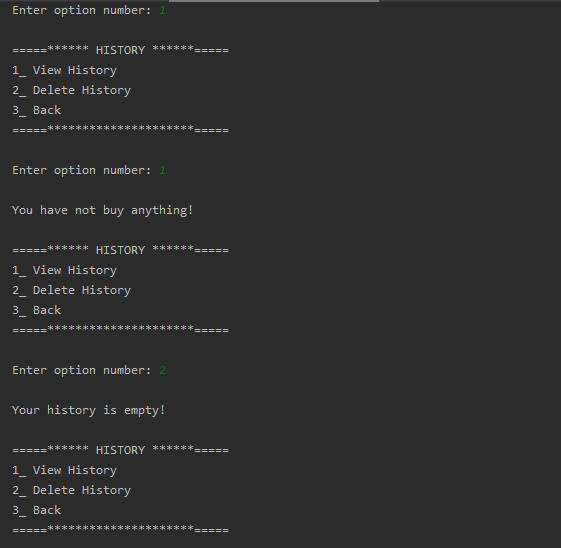 Enter option number: 1
=====****** HISTORY ******=====
1_ View History
2_ Delete History
3_ Back
=====*********************=====
Enter option number: 1
You have not buy anything!
=====****** HISTORY ******=====
1_ View History
2_ Delete History
3_ Back
=====*********************=====
Enter option number: 2
Your history is empty!
=====****** HISTORY ******=====
1_ View History
2_ Delete History
3_ Back
=====*********************=====